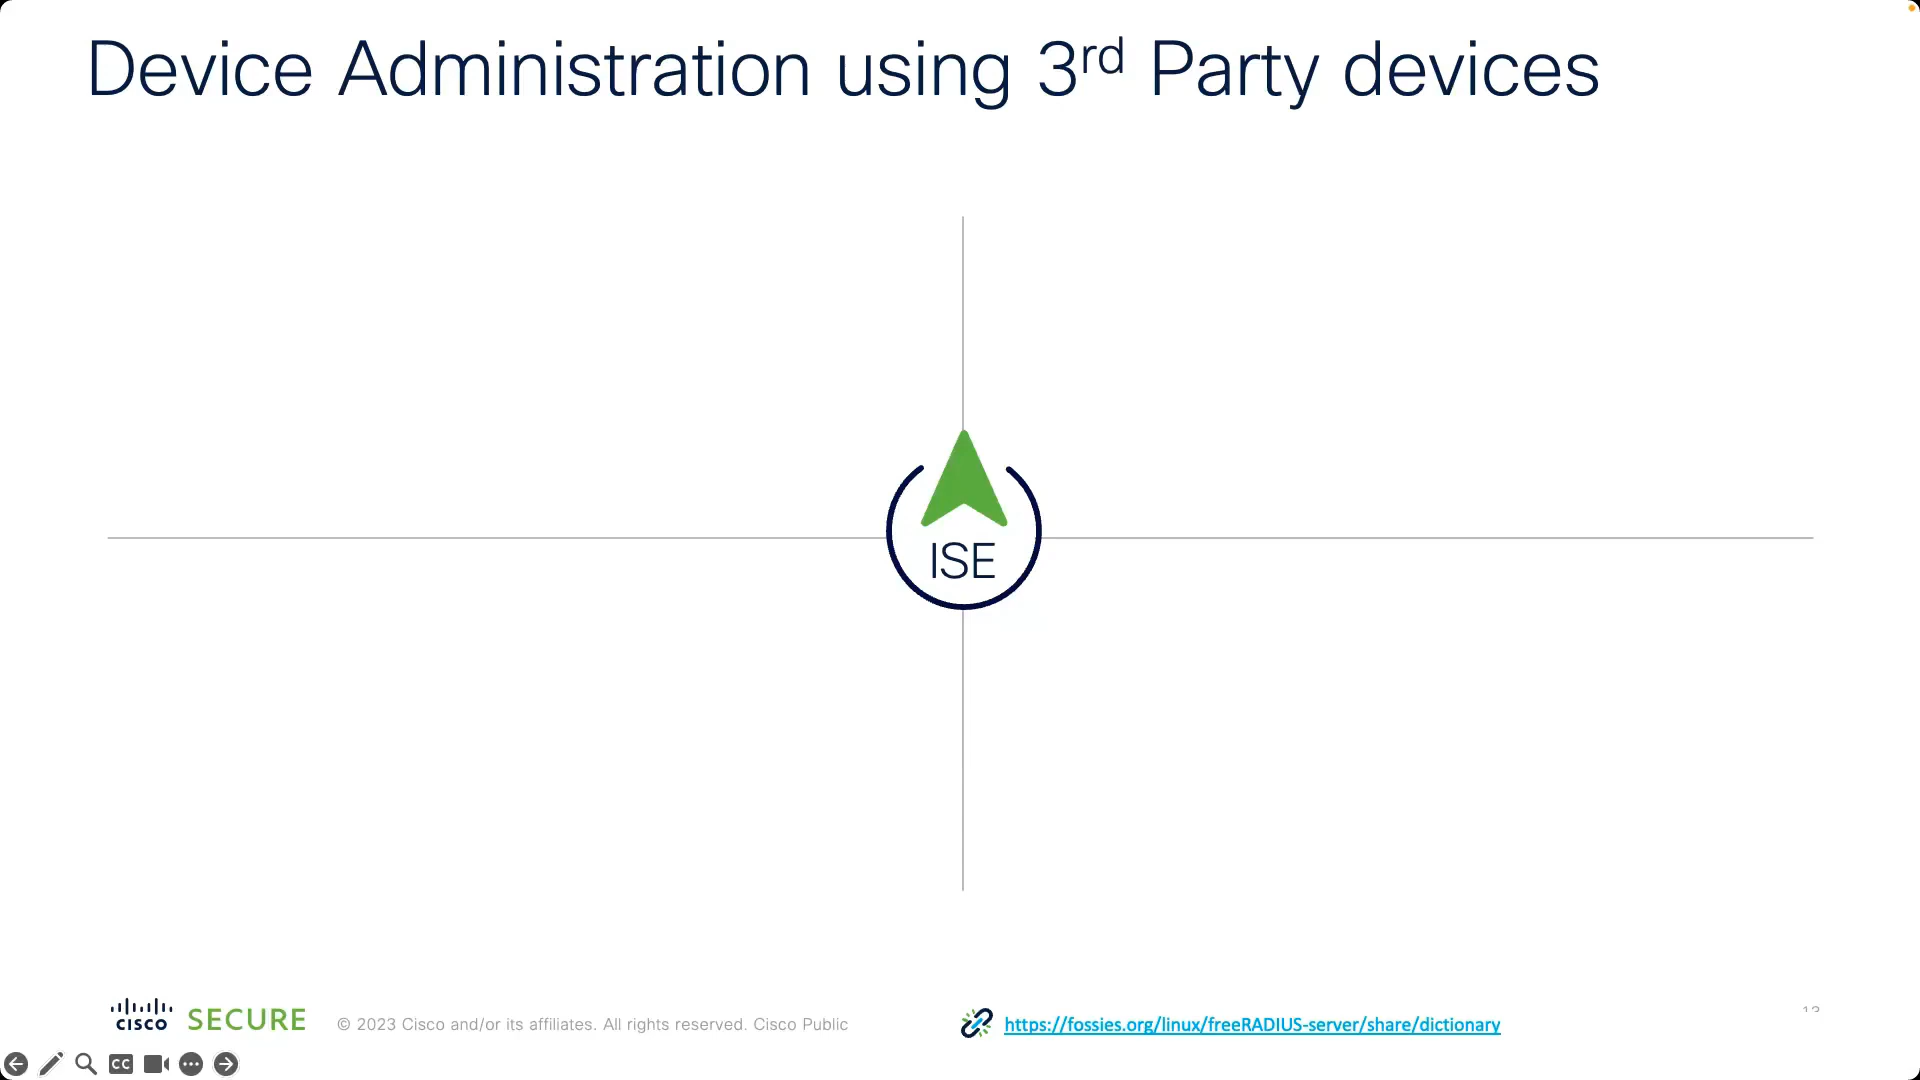 Device Administration using 3rd Party devices
ISE
CISCO SECURE
© 2023 Cisco and/or its affiliates. All rights reserved. Cisco Public
https://fossies.org/linux/freeRADIUS-server/share/dictionary
CC